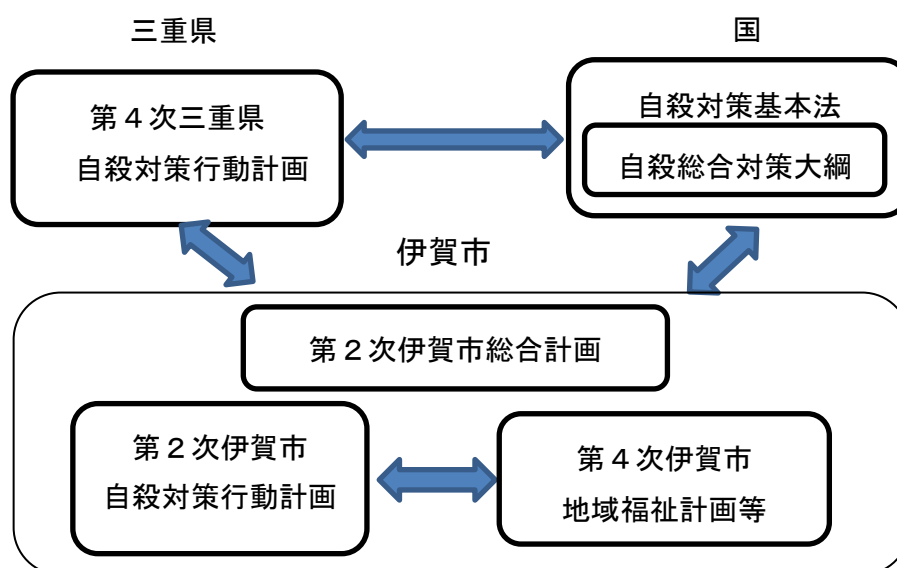 三重県
国
第４次三重県
自殺対策行動計画
自殺対策基本法
自殺総合対策大綱
伊賀市
第２次伊賀市総合計画
第２次伊賀市
自殺対策行動計画
第４次伊賀市
地域福祉計画等